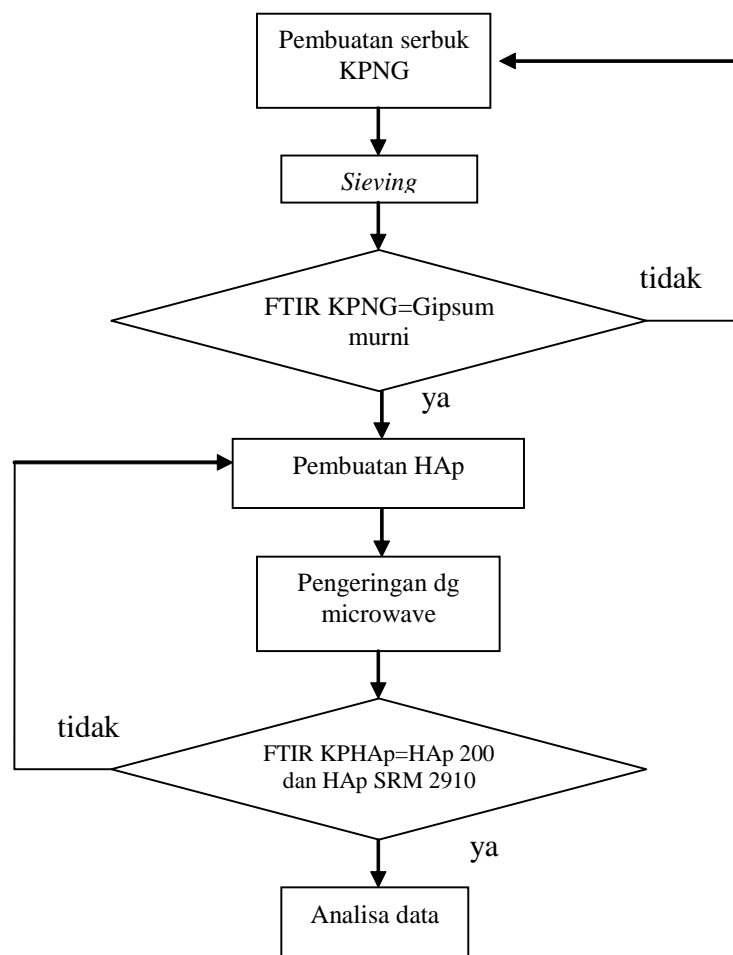 Pembuatan serbuk
KPNG
Sieving
FTIR KPNG=Gipsum
murni
tidak
ya
Pembuatan HAp
Pengeringan dg
microwave
tidak
FTIR KPHAp=HAp 200
dan HAp SRM 2910
ya
Analisa data